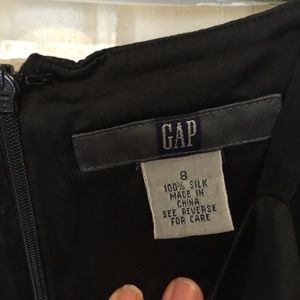 GAP
8
100% SILK
MADE IN
CHINA
SEE REVERSE
FOR CARE